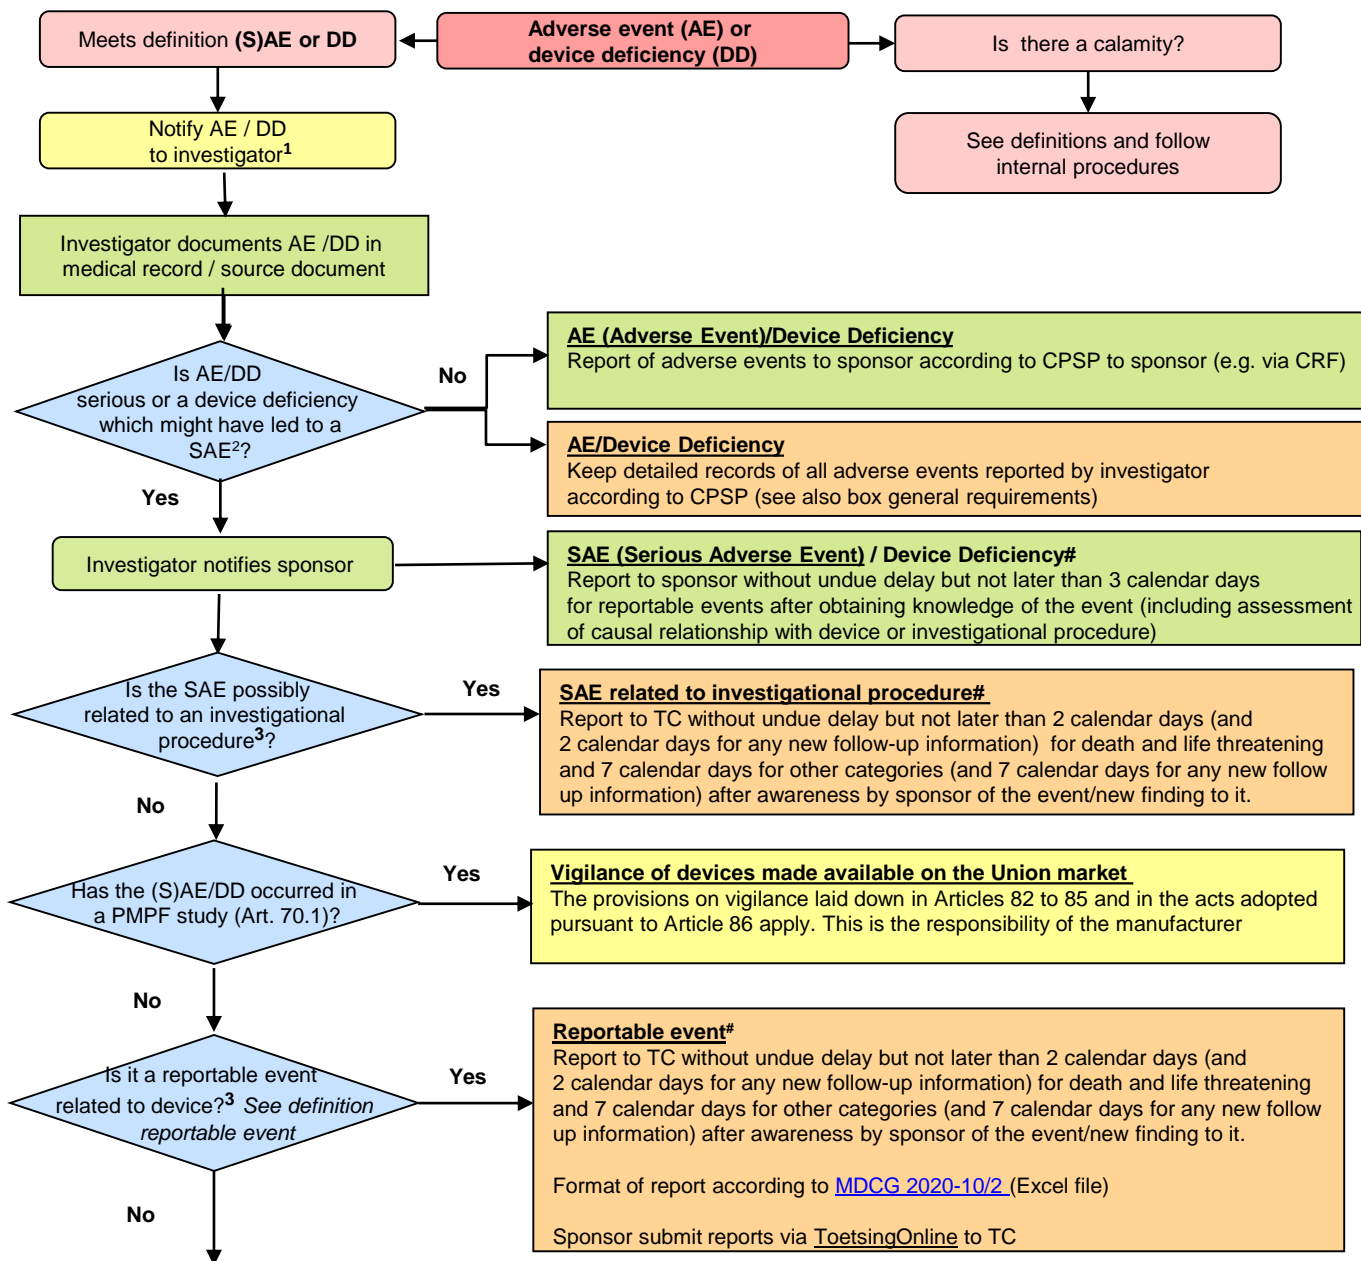 Adverse event (AE) or
device deficiency (DD)
Meets definition (S)AE or DD
Is there a calamity?
Notify AE / DD
to investigator¹
See definitions and follow
internal procedures
Investigator documents AE /DD in
medical record / source document
Is AE/DD
serious or a device deficiency
which might have led to a
SAE²?
No
AE (Adverse Event)/Device Deficiency
Report of adverse events to sponsor according to CPSP to sponsor (e.g. via CRF)
AE/Device Deficiency
Keep detailed records of all adverse events reported by investigator
according to CPSP (see also box general requirements)
Yes
Investigator notifies sponsor
SAE (Serious Adverse Event) / Device Deficiency#
Report to sponsor without undue delay but not later than 3 calendar days
for reportable events after obtaining knowledge of the event (including assessment
of causal relationship with device or investigational procedure)
Is the SAE possibly
related to an investigational
procedure³?
Yes
SAE related to investigational procedure#
Report to TC without undue delay but not later than 2 calendar days (and
2 calendar days for any new follow-up information) for death and life threatening
and 7 calendar days for other categories (and 7 calendar days for any new follow
up information) after awareness by sponsor of the event/new finding to it.
No
Has the (S)AE/DD occurred in
a PMPF study (Art. 70.1)?
Yes
Vigilance of devices made available on the Union market
The provisions on vigilance laid down in Articles 82 to 85 and in the acts adopted
pursuant to Article 86 apply. This is the responsibility of the manufacturer
No
Is it a reportable event
related to device?³ See definition
reportable event
Yes
Reportable event#
Report to TC without undue delay but not later than 2 calendar days (and
2 calendar days for any new follow-up information) for death and life threatening
and 7 calendar days for other categories (and 7 calendar days for any new follow
up information) after awareness by sponsor of the event/new finding to it.
Format of report according to MDCG 2020-10/2 (Excel file)
Sponsor submit reports via ToetsingOnline to TC
No